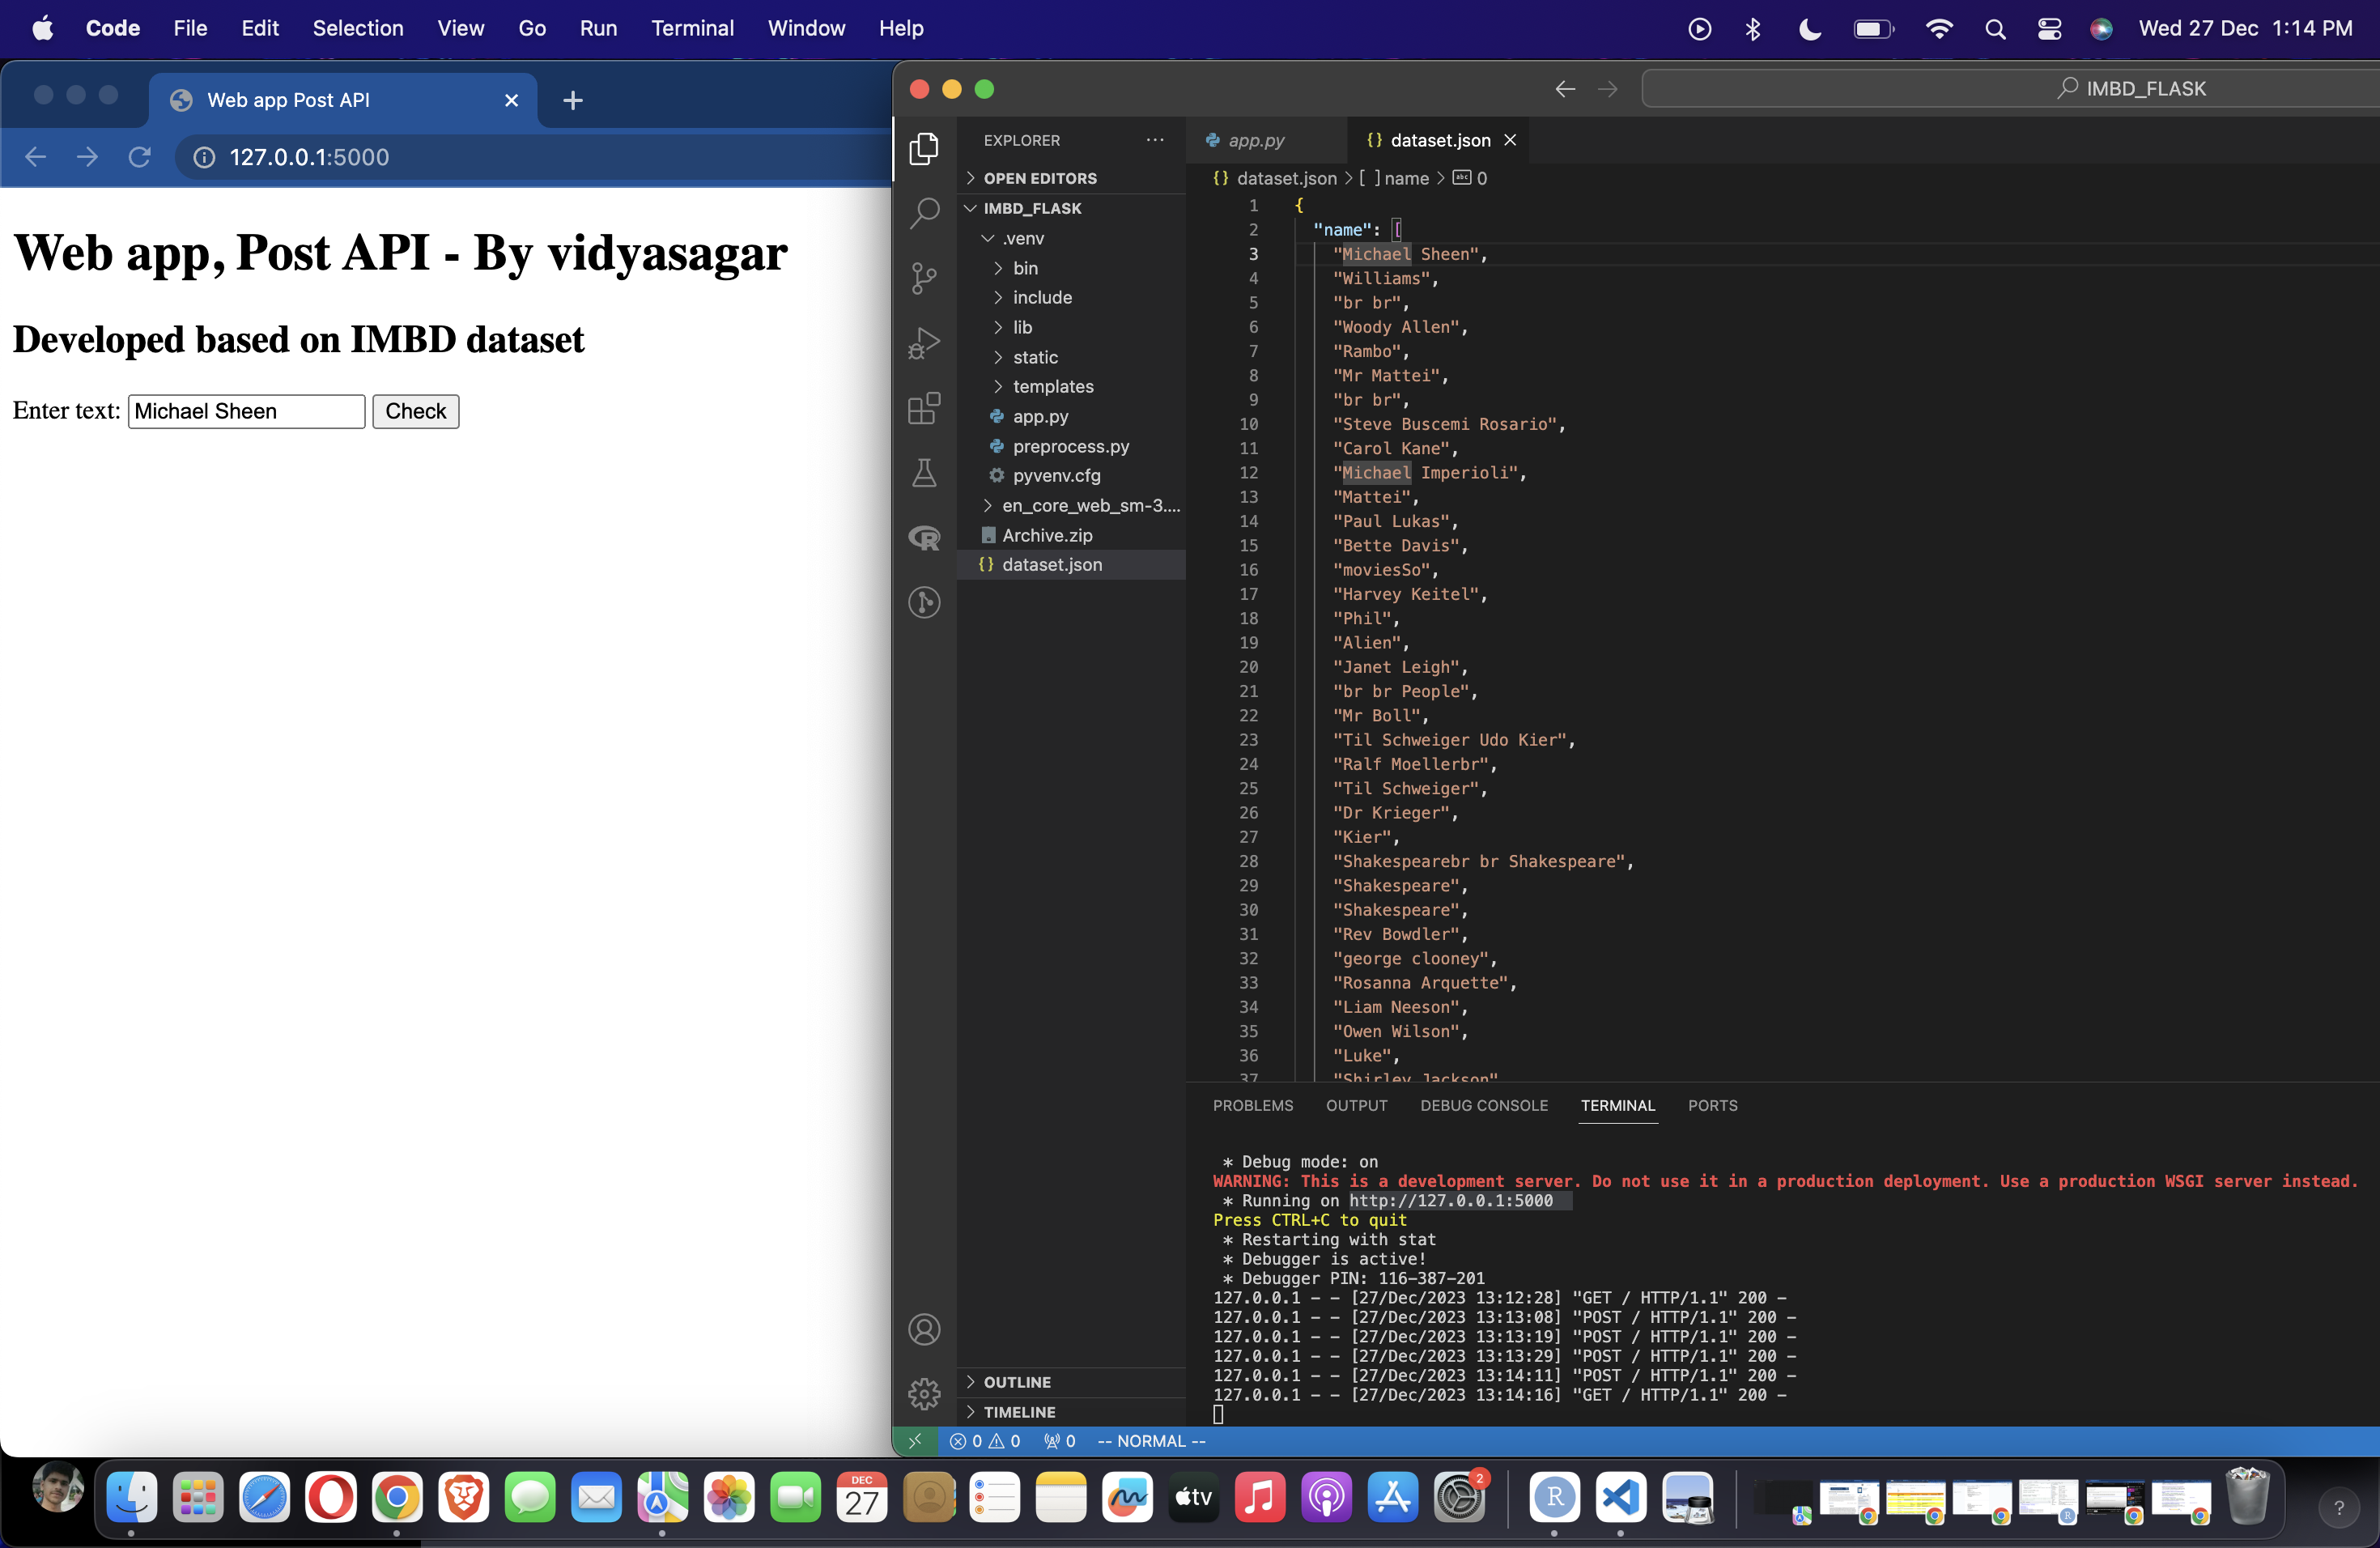 Code File Edit Selection View Go Run Terminal Window Help Wed 27 Dec 1:14 PM
Web app Post API
127.0.0.1:5000
Web app, Post API - By vidyasagar
Developed based on IMBD dataset
Enter text: Michael Sheen Check
IMBD_FLASK
EXPLORER
OPEN EDITORS
IMBD_FLASK
.venv
bin
include
lib
static
templates
app.py
preprocess.py
pyvenv.cfg
en_core_web_sm-3....
Archive.zip
{} dataset.json
OUTLINE
TIMELINE
app.py {} dataset.json
{} dataset.json > [ ] name > abc 0
1 {
2 "name": [
3 "Michael Sheen",
4 "Williams",
5 "br br",
6 "Woody Allen",
7 "Rambo",
8 "Mr Mattei",
9 "br br",
10 "Steve Buscemi Rosario",
11 "Carol Kane",
12 "Michael Imperioli",
13 "Mattei",
14 "Paul Lukas",
15 "Bette Davis",
16 "moviesSo",
17 "Harvey Keitel",
18 "Phil",
19 "Alien",
20 "Janet Leigh",
21 "br br People",
22 "Mr Boll",
23 "Til Schweiger Udo Kier",
24 "Ralf Moellerbr",
25 "Til Schweiger",
26 "Dr Krieger",
27 "Kier",
28 "Shakespearebr br Shakespeare",
29 "Shakespeare",
30 "Shakespeare",
31 "Rev Bowdler",
32 "george clooney",
33 "Rosanna Arquette",
34 "Liam Neeson",
35 "Owen Wilson",
36 "Luke",
37 "Shirley Jackson"
PROBLEMS OUTPUT DEBUG CONSOLE TERMINAL PORTS
* Debug mode: on
WARNING: This is a development server. Do not use it in a production deployment. Use a production WSGI server instead.
* Running on http://127.0.0.1:5000
Press CTRL+C to quit
* Restarting with stat
* Debugger is active!
* Debugger PIN: 116-387-201
127.0.0.1 - - [27/Dec/2023 13:12:28] "GET / HTTP/1.1" 200 -
127.0.0.1 - - [27/Dec/2023 13:13:08] "POST / HTTP/1.1" 200 -
127.0.0.1 - - [27/Dec/2023 13:13:19] "POST / HTTP/1.1" 200 -
127.0.0.1 - - [27/Dec/2023 13:13:29] "POST / HTTP/1.1" 200 -
127.0.0.1 - - [27/Dec/2023 13:14:11] "POST / HTTP/1.1" 200 -
127.0.0.1 - - [27/Dec/2023 13:14:16] "GET / HTTP/1.1" 200 -
0 0 0 -- NORMAL --
DEC
27
tv
2
R
?